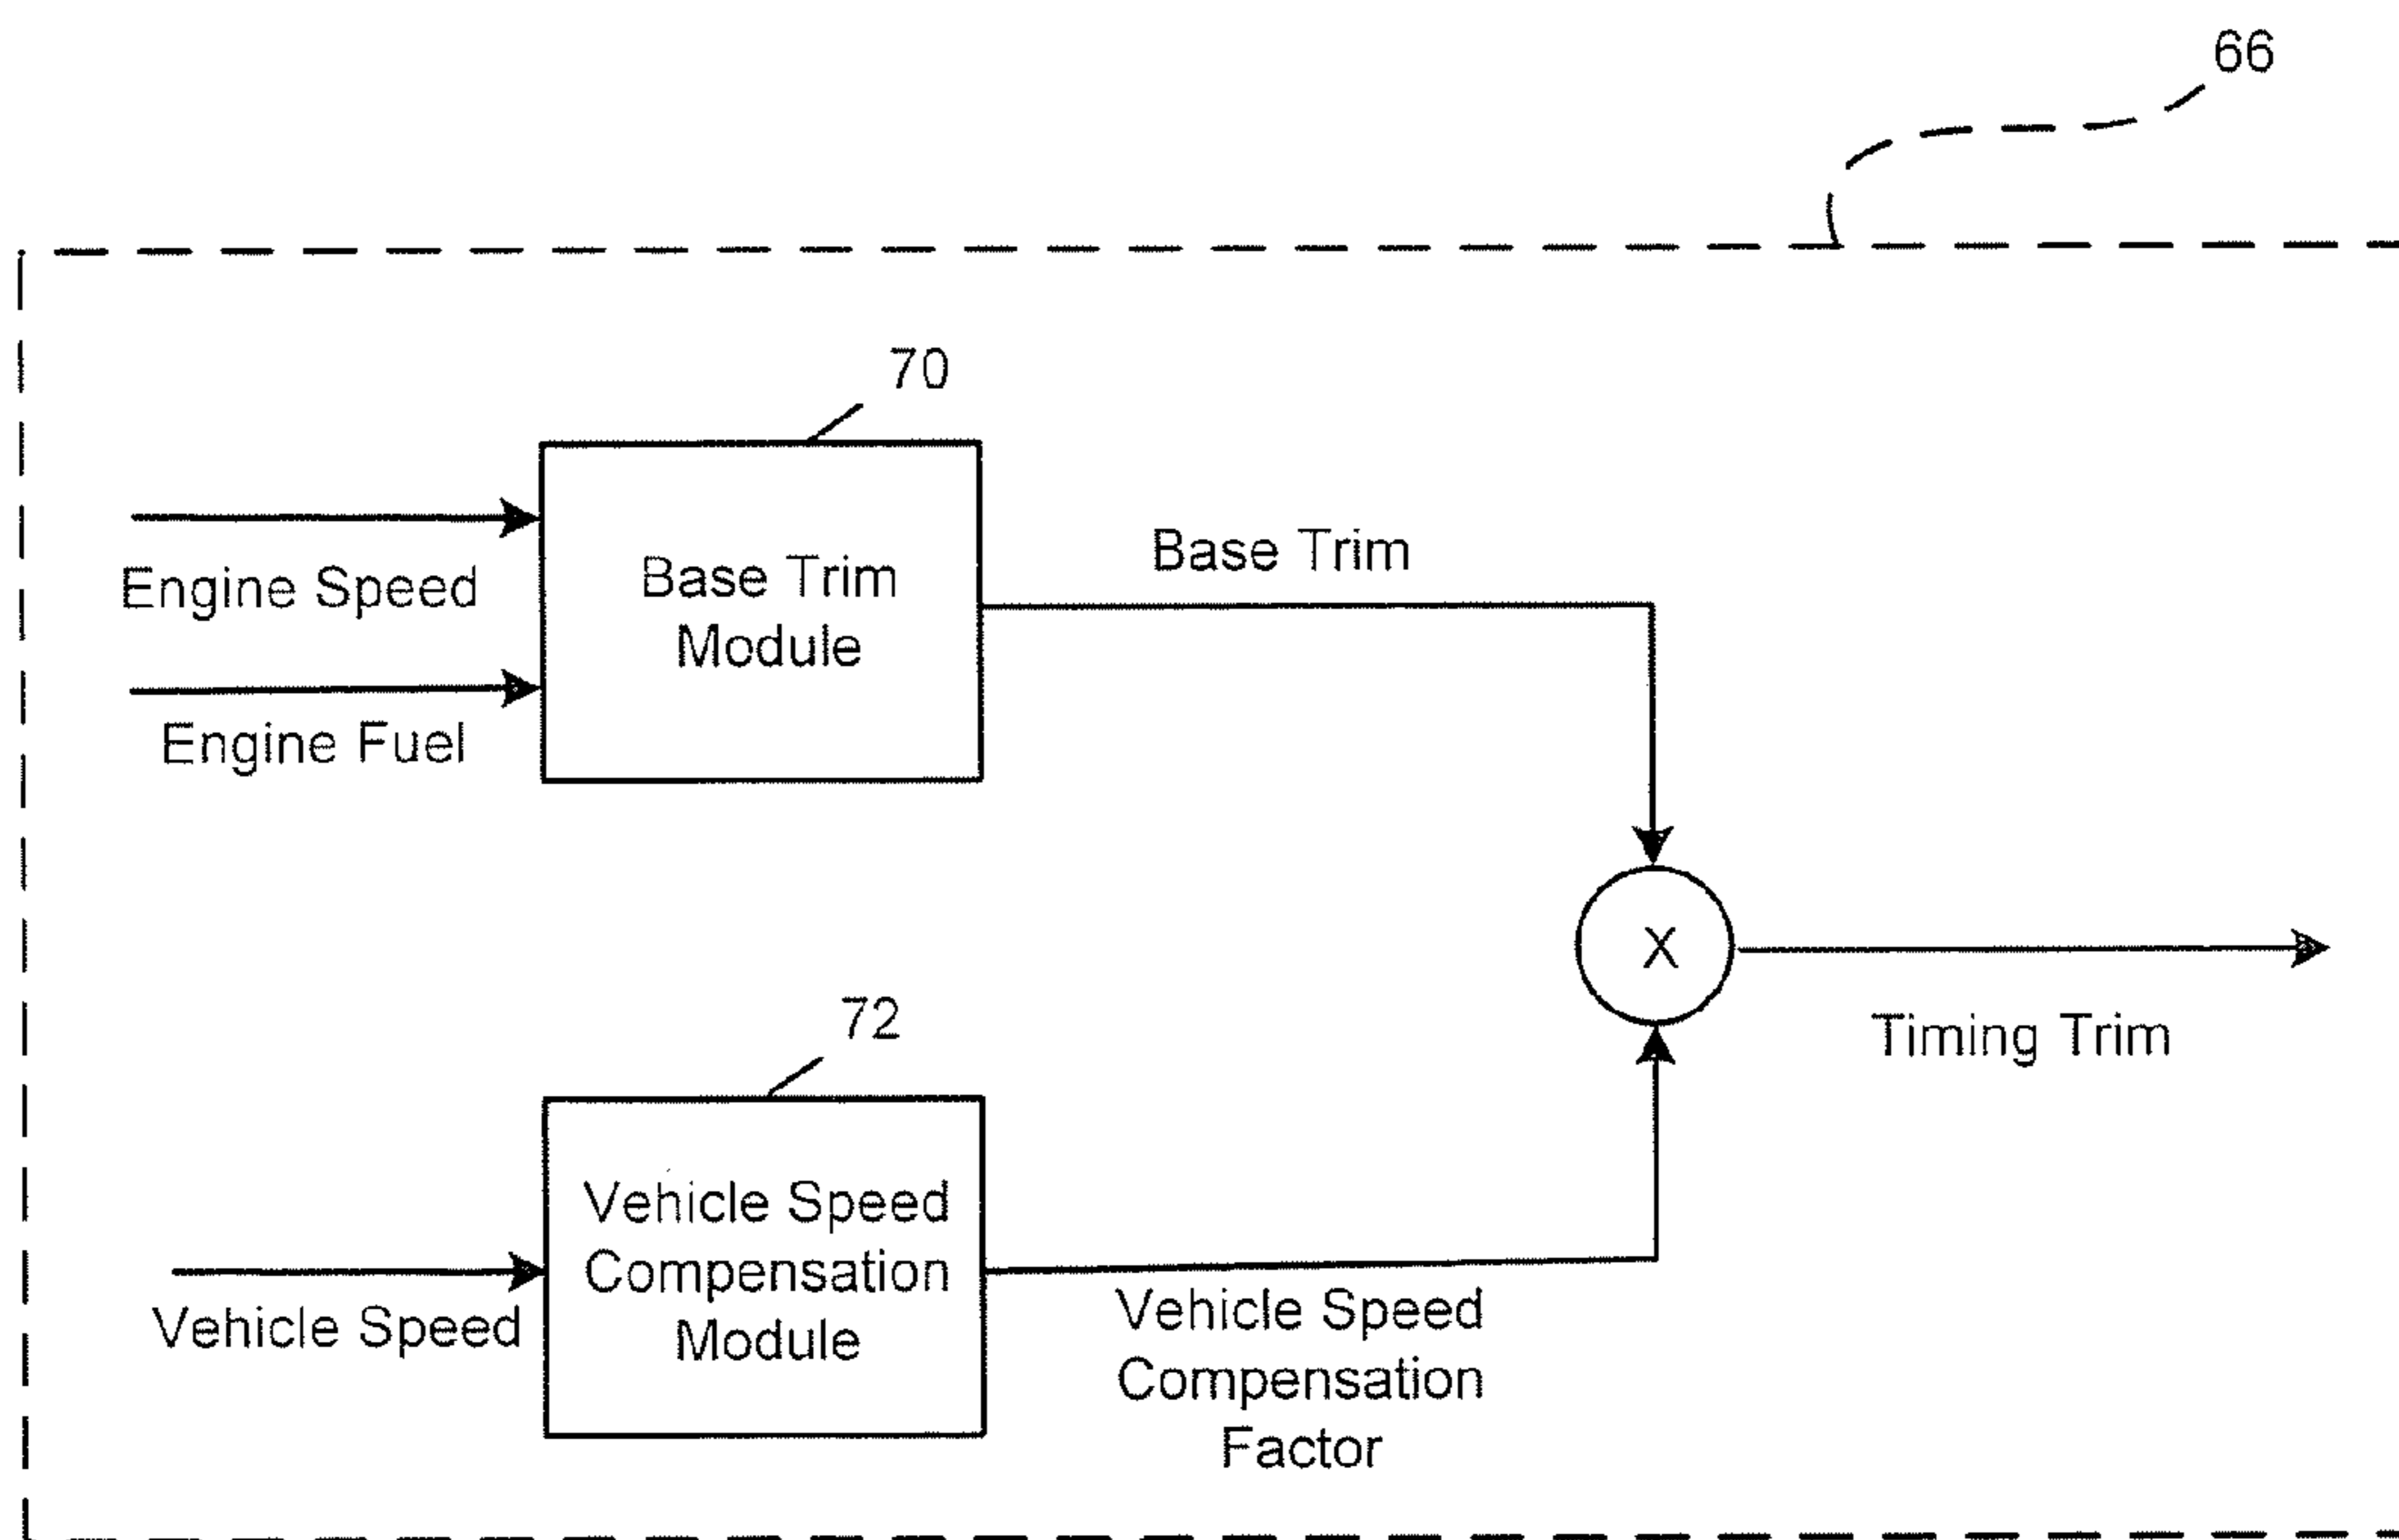 66
70
Engine Speed
Base Trim
Module
Base Trim
Engine Fuel
X
Timing Trim
72
Vehicle Speed
Compensation
Module
Vehicle Speed
Vehicle Speed
Compensation
Factor